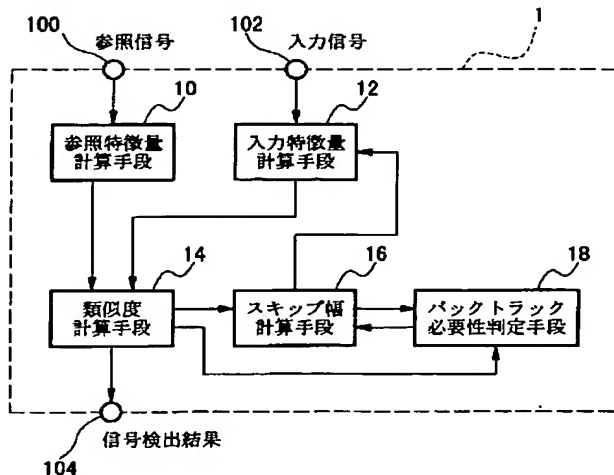 1
100
参照信号
102
入力信号
10
参照特徴量
計算手段
12
入力特徴量
計算手段
14
類似度
計算手段
16
スキップ幅
計算手段
18
バックトラック
必要性判定手段
104
信号検出結果